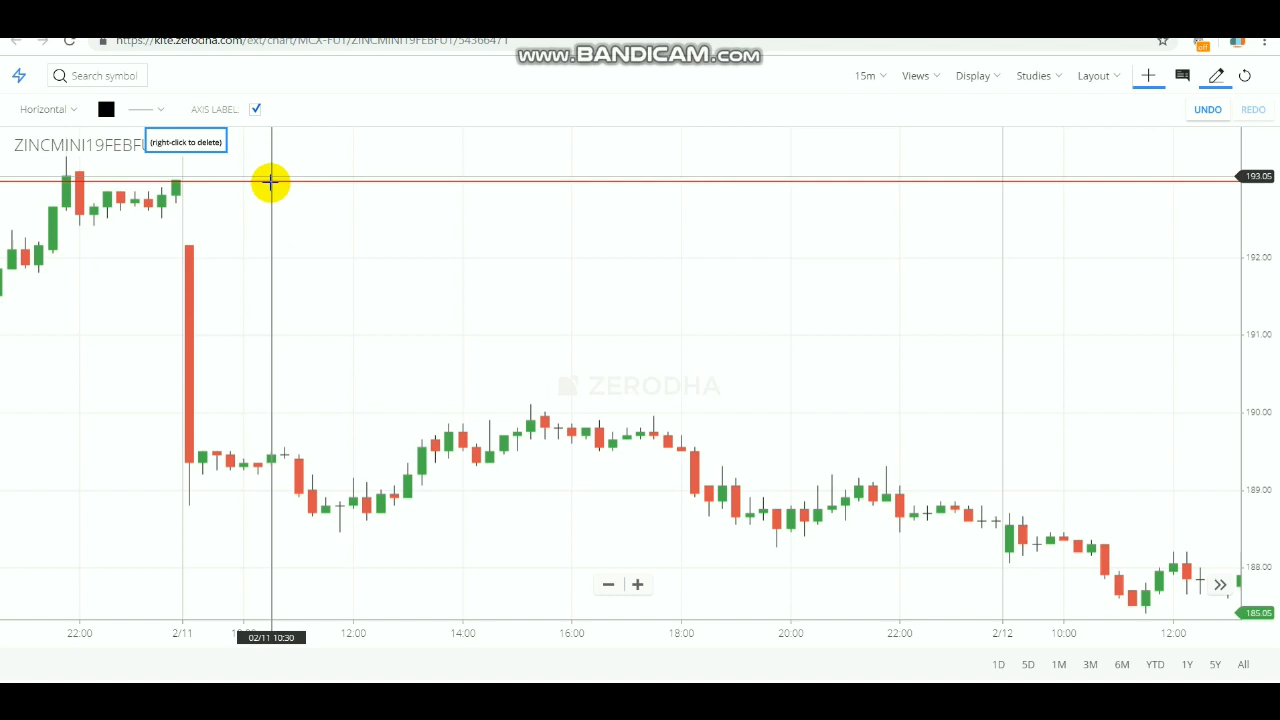 https://kite.zerodha.com/ext/chart/MCX-FUT/ZINCMINI19FEBFUT/54366471
www.BANDICAM.com
off
Search symbol
15m Views Display Studies Layout
Horizontal AXIS LABEL: UNDO REDO
ZINCMINI19FEBFU
(right-click to delete)
193.05
192.00
191.00
ZERODHA
190.00
189.00
188.00
185.05
22:00 2/11 12:00 14:00 16:00 18:00 20:00 22:00 2/12 10:00 12:00
02/11 10:30
1D 5D 1M 3M 6M YTD 1Y 5Y All